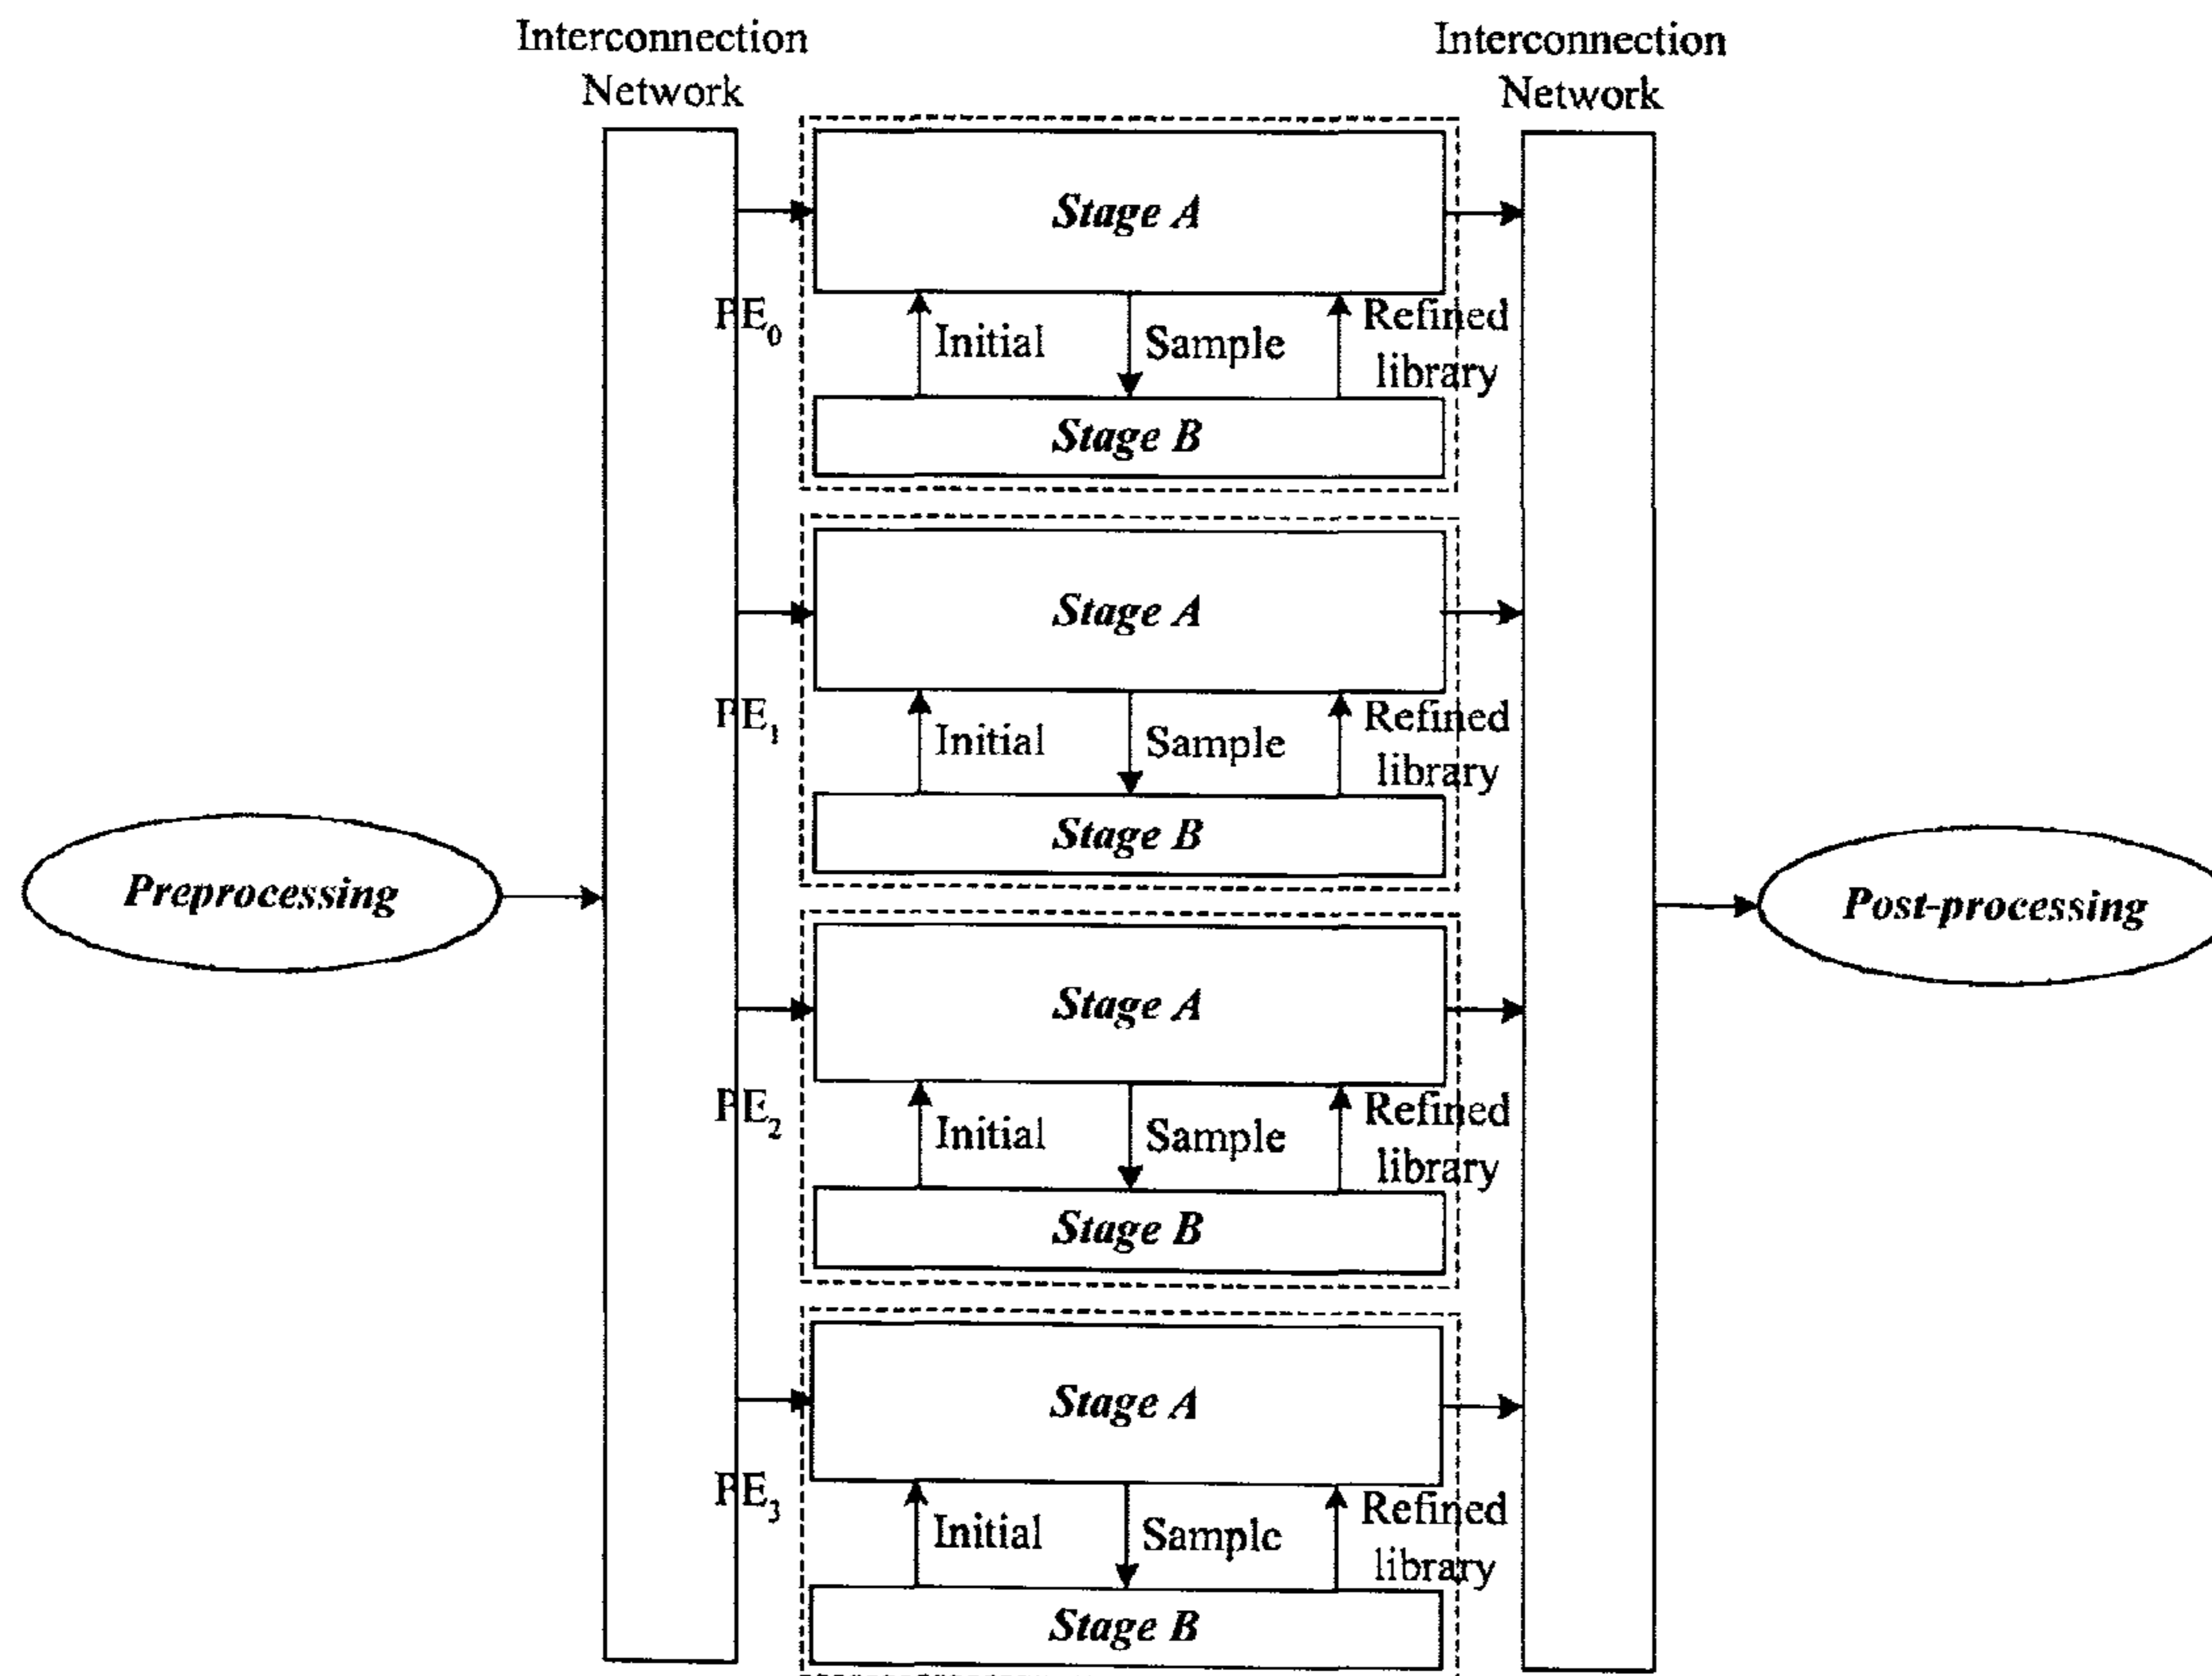 Interconnection
Network
Interconnection
Network
Stage A
PE0
Initial
Sample
Refined
library
Stage B
Stage A
PE1
Initial
Sample
Refined
library
Stage B
Preprocessing
Post-processing
Stage A
PE2
Initial
Sample
Refined
library
Stage B
Stage A
PE3
Initial
Sample
Refined
library
Stage B